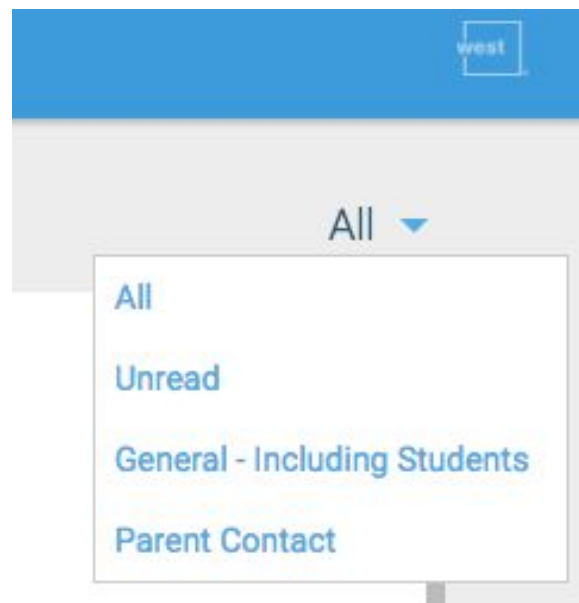 west
All
All
Unread
General - Including Students
Parent Contact